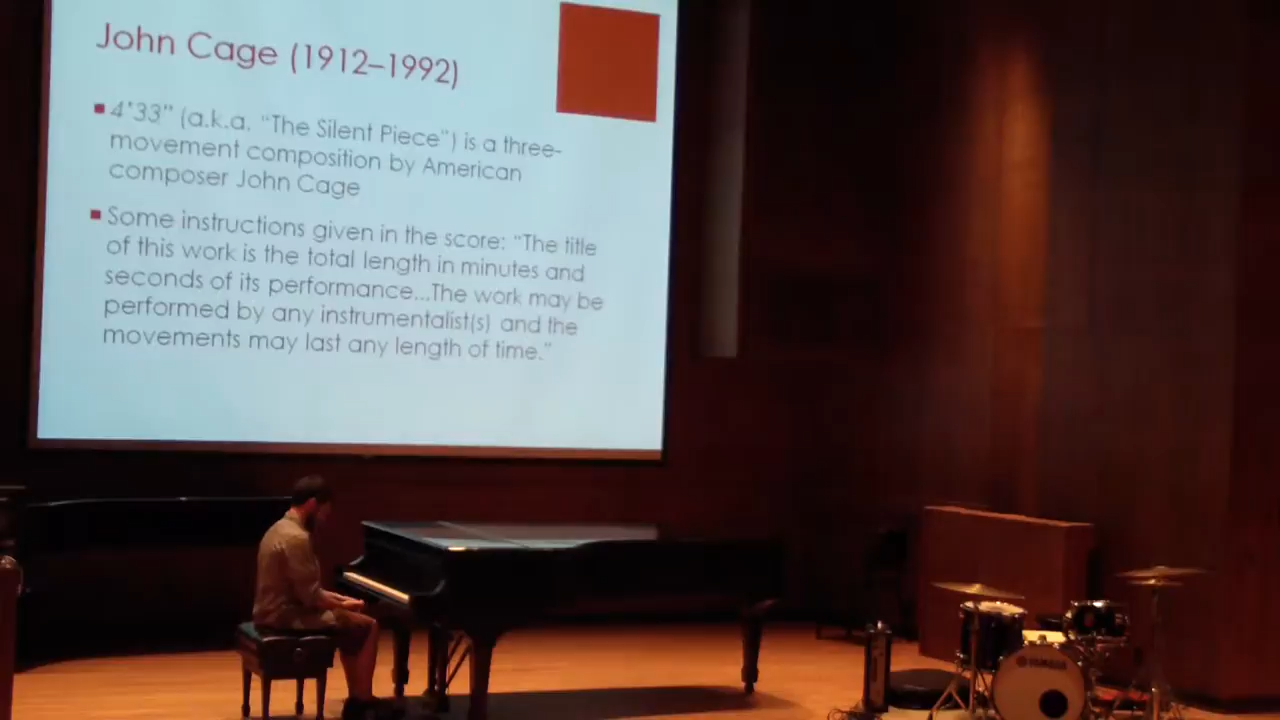 John Cage (1912–1992)
4'33" (a.k.a. "The Silent Piece") is a three-
movement composition by American
composer John Cage
Some instructions given in the score: "The title
of this work is the total length in minutes and
seconds of its performance...The work may be
performed by any instrumentalist(s) and the
movements may last any length of time."
YAMAHA